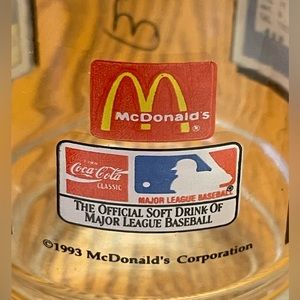 McDonald's ®
Coca-Cola
CLASSIC
MAJOR LEAGUE BASEBALL ®
THE OFFICIAL SOFT DRINK OF
MAJOR LEAGUE BASEBALL
©1993 McDonald's Corporation